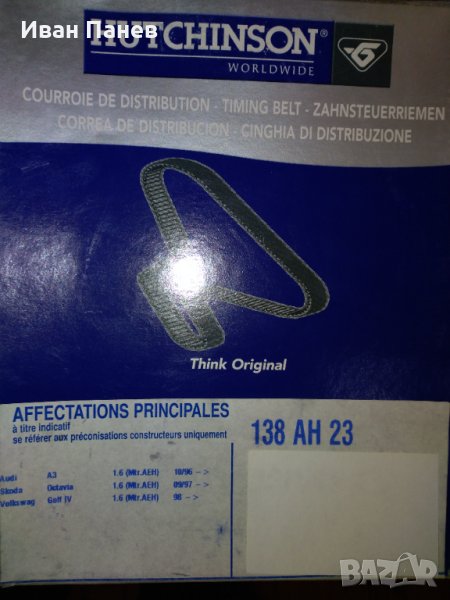 Иван Панев
HUTCHINSON®
WORLDWIDE
COURROIE DE DISTRIBUTION - TIMING BELT - ZAHNSTEUERRIEMEN
CORREA DE DISTRIBUCION - CINGHIA DI DISTRIBUZIONE
Think Original
AFFECTATIONS PRINCIPALES
à titre indicatif
se référer aux préconisations constructeurs uniquement
138 AH 23
Audi A3 1.6 (Mtr.AEH) 10/96 -->
Skoda Octavia 1.6 (Mtr.AEH) 09/97 -->
Volkswag Golf IV 1.6 (Mtr.AEH) 98 -->
BAZAR